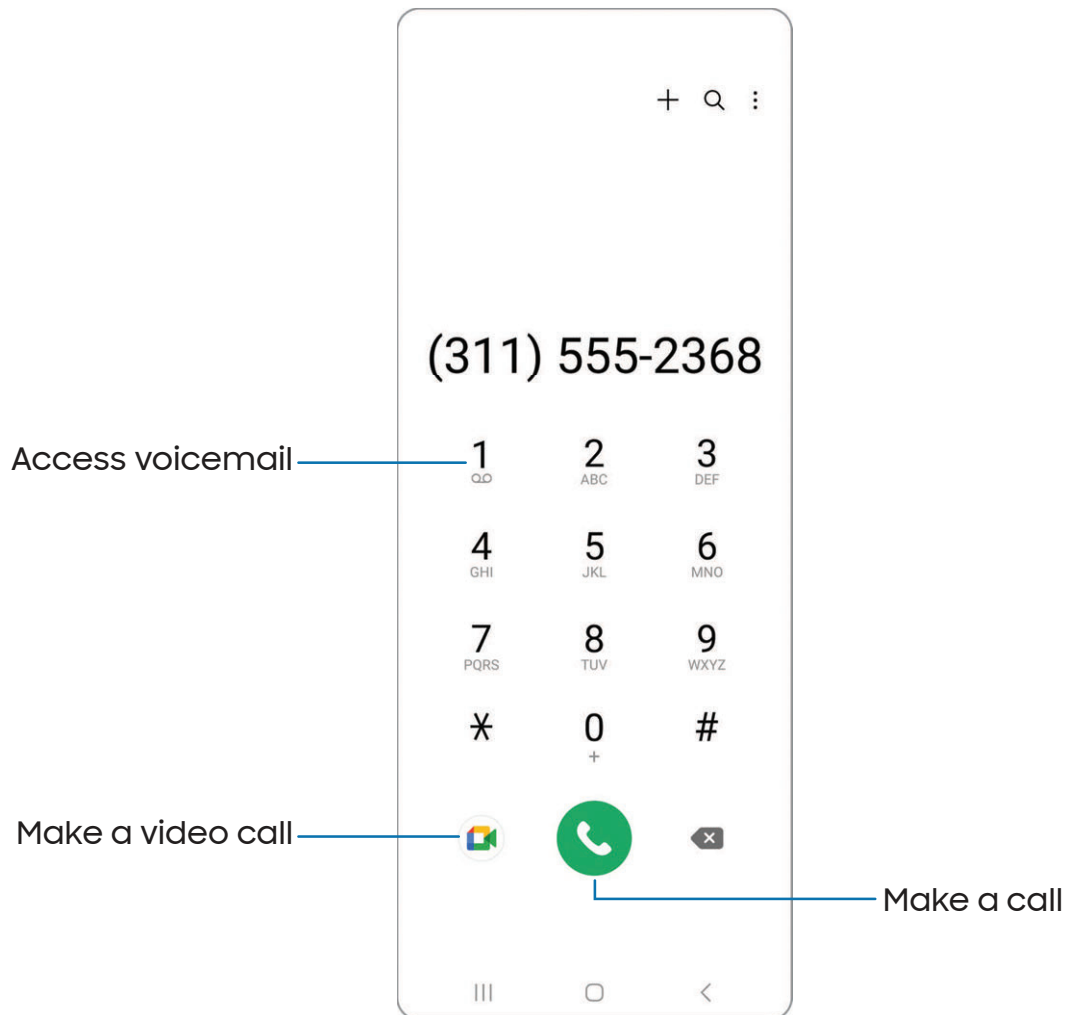 (311) 555-2368
Access voicemail
1 2 3
ABC DEF
4 5 6
GHI JKL MNO
7 8 9
PQRS TUV WXYZ
* 0 #
+
Make a video call
Make a call